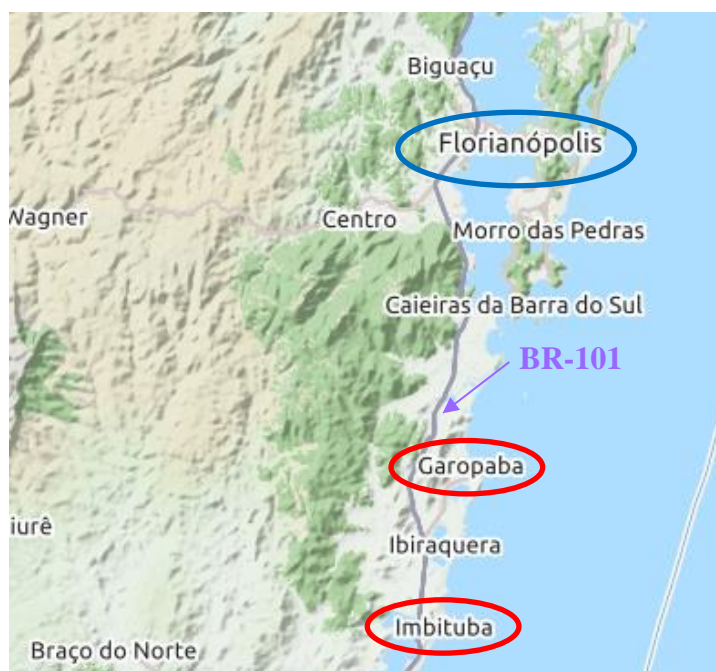 Biguaçu
Florianópolis
Wagner
Centro
Morro das Pedras
Caieiras da Barra do Sul
BR-101
Garopaba
iurê
Ibiraquera
Imbituba
Braço do Norte